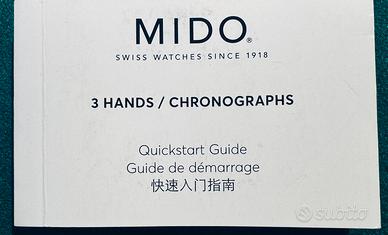 MIDO®
SWISS WATCHES SINCE 1918
3 HANDS / CHRONOGRAPHS
Quickstart Guide
Guide de démarrage
快速入门指南
subito